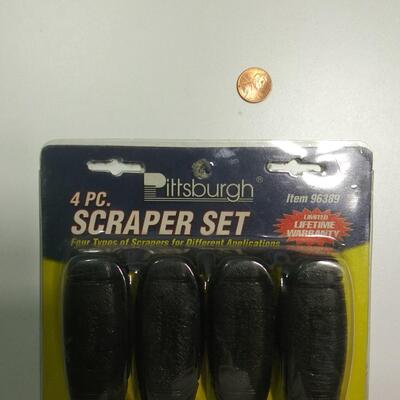 Pittsburgh®
4 PC.
Item 96389
SCRAPER SET
Four Types of Scrapers for Different Applications
LIMITED
LIFETIME
WARRANTY